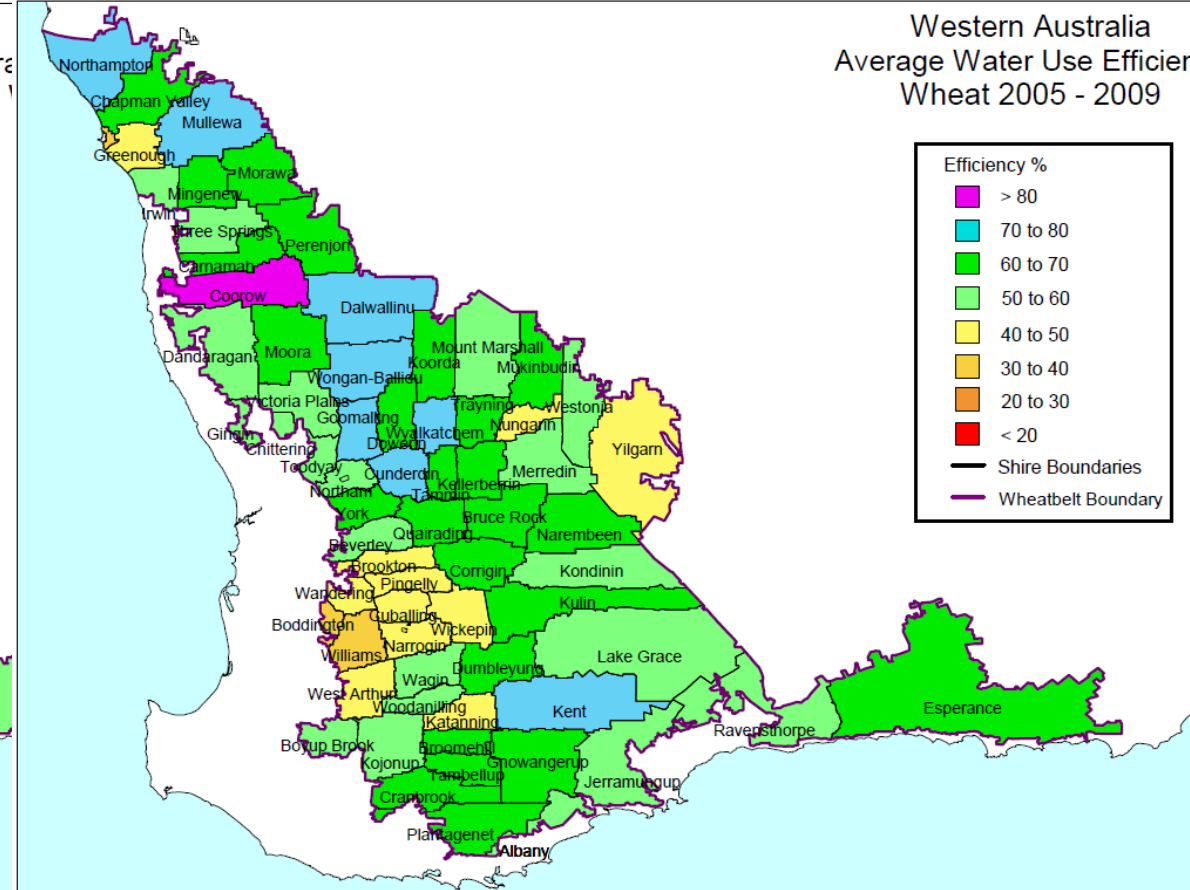 Western Australia
Average Water Use Efficien
Wheat 2005 - 2009
Efficiency %
> 80
70 to 80
60 to 70
50 to 60
40 to 50
30 to 40
20 to 30
< 20
Shire Boundaries
Wheatbelt Boundary
Northampton
Chapman Valley
Mullewa
Greenough
Morawa
Mingenew
Irwin
Three Springs
Perenjori
Carnamah
Coorow
Dalwallinu
Dandaragan
Moora
Mount Marshall
Koorda
Mukinbudin
Wongan-Ballidu
Victoria Plains
Trayning
Westonia
Goomalling
Nungarin
Gingin
Wyalkatchem
Dowerin
Chittering
Yilgarn
Toodyay
Cunderdin
Merredin
Kellerberrin
Northam
Tammin
York
Bruce Rock
Quairading
Narembeen
Beverley
Brookton
Corrigin
Kondinin
Pingelly
Wandering
Kulin
Cuballing
Boddington
Wickepin
Narrogin
Williams
Lake Grace
Dumbleyung
Wagin
West Arthur
Woodanilling
Kent
Esperance
Katanning
Ravensthorpe
Boyup Brook
Broomehill
Kojonup
Gnowangerup
Tambellup
Jerramungup
Cranbrook
Plantagenet
Albany